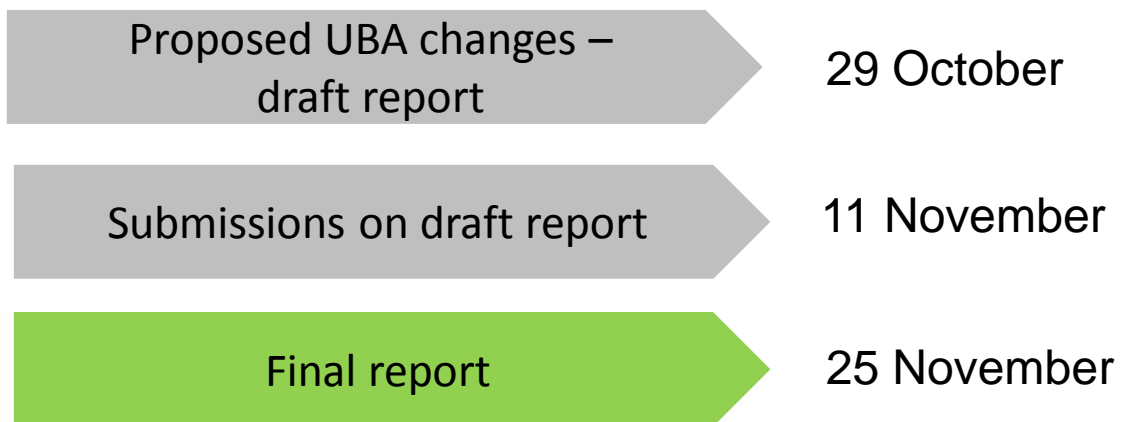 Proposed UBA changes –
draft report
29 October
Submissions on draft report
11 November
Final report
25 November